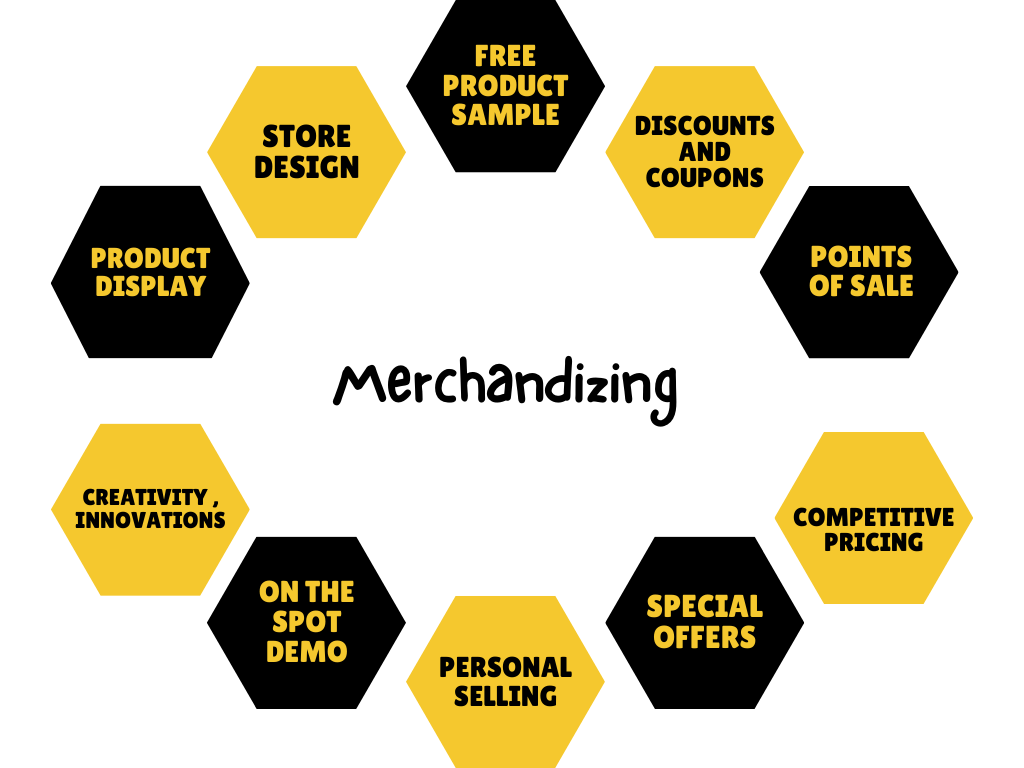 FREE
PRODUCT
SAMPLE
STORE
DESIGN
DISCOUNTS
AND
COUPONS
PRODUCT
DISPLAY
POINTS
OF SALE
Merchandizing
CREATIVITY ,
INNOVATIONS
COMPETITIVE
PRICING
ON THE
SPOT
DEMO
SPECIAL
OFFERS
PERSONAL
SELLING